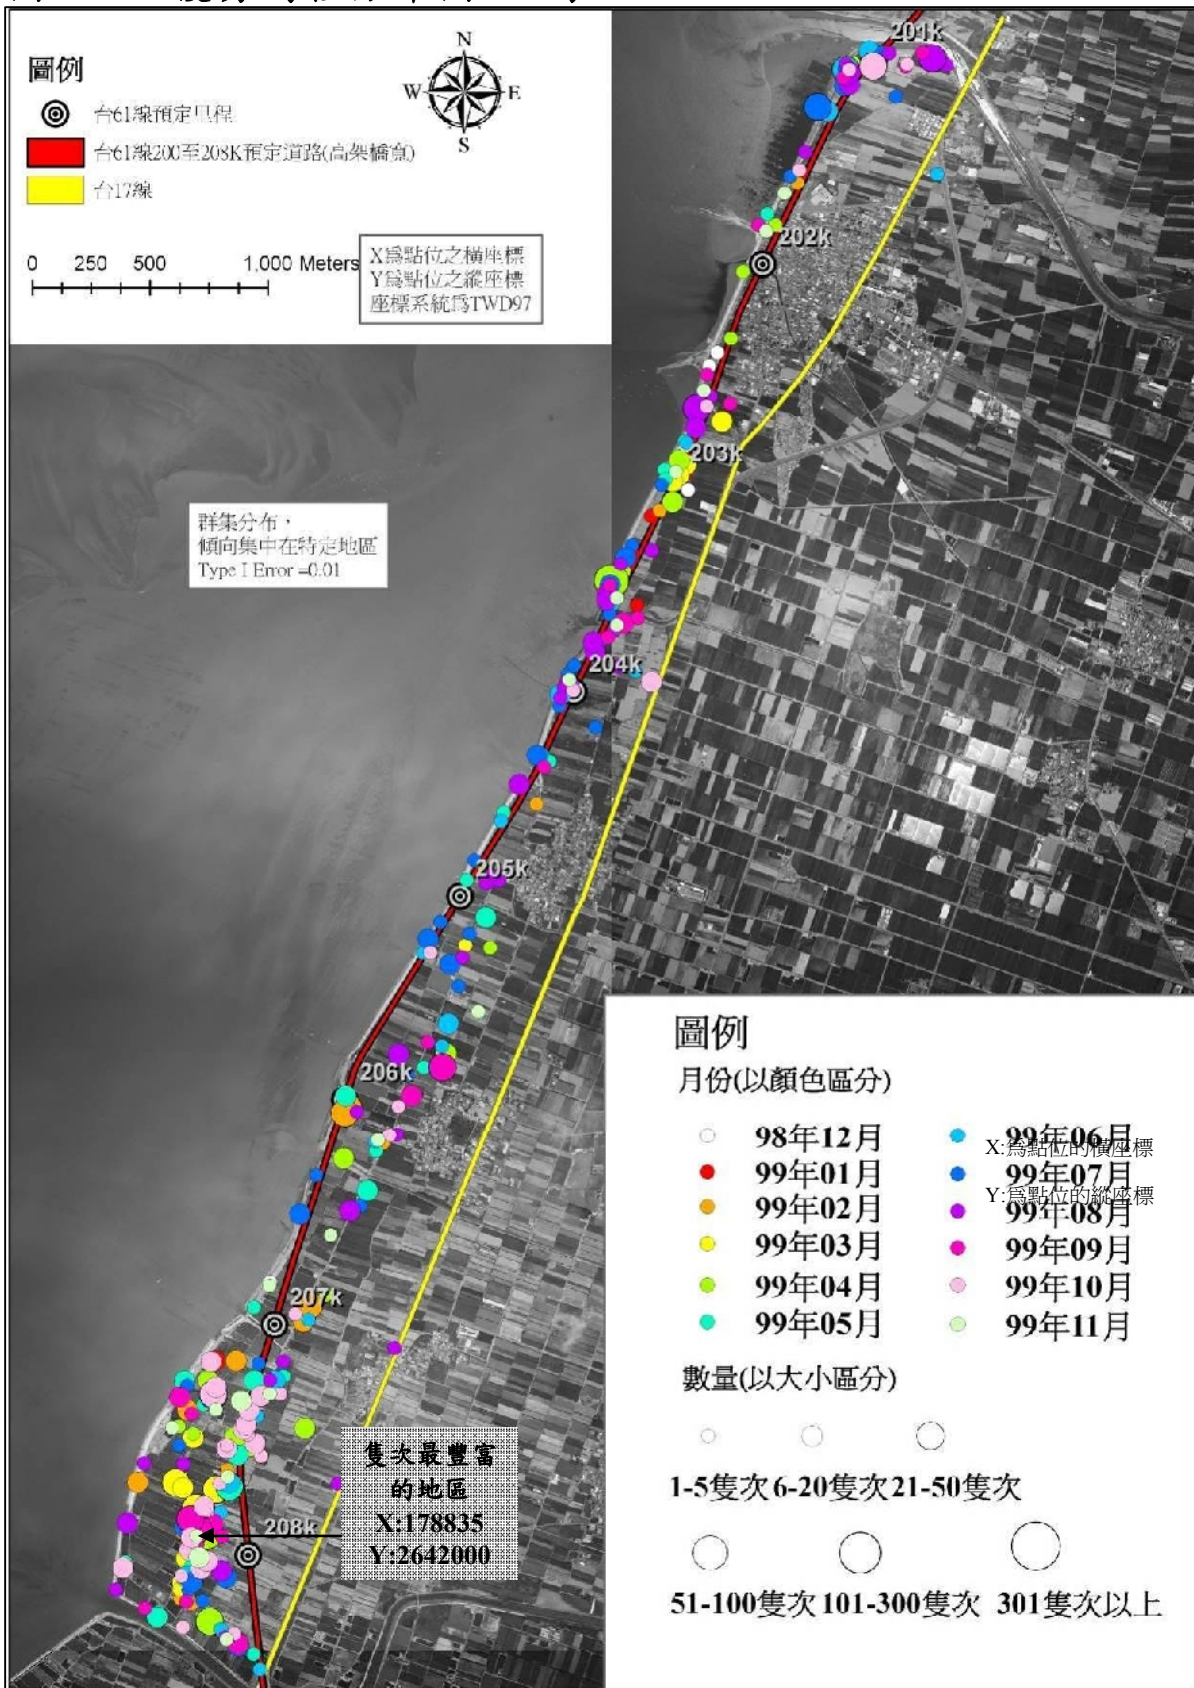 圖例
台61線預定里程
台61線200至208K預定道路(高架橋寬)
台17線
N
W
E
S
0 250 500 1,000 Meters
X為點位之橫座標
Y為點位之縱座標
座標系統為TWD97
201k
202k
203k
群集分布，
傾向集中在特定地區
Type I Error =0.01
204k
205k
206k
207k
208k
隻次最豐富
的地區
X:178835
Y:2642000
圖例
月份(以顏色區分)
98年12月
99年01月
99年02月
99年03月
99年04月
99年05月
99年06月
99年07月
99年08月
99年09月
99年10月
99年11月
X:為點位的橫座標
Y:為點位的縱座標
數量(以大小區分)
1-5隻次 6-20隻次 21-50隻次
51-100隻次 101-300隻次 301隻次以上